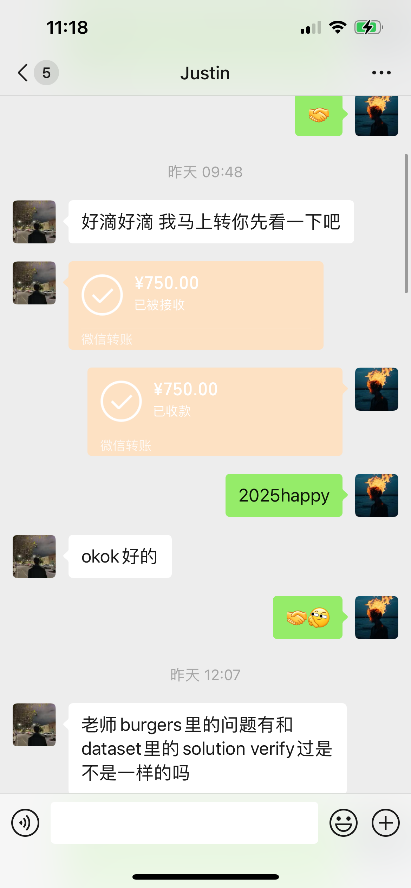 11:18
5
Justin
昨天 09:48
好滴好滴 我马上转你先看一下吧
¥750.00
已被接收
微信转账
¥750.00
已收款
微信转账
2025happy
okok好的
昨天 12:07
老师burgers里的问题有和
dataset里的solution verify过是
不是一样的吗